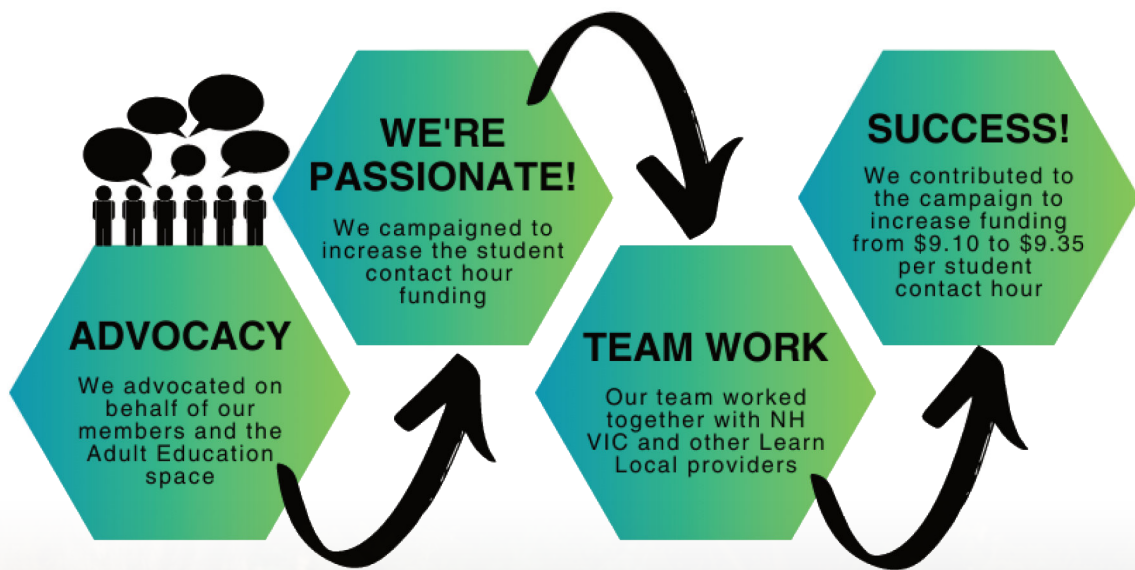 ADVOCACY
We advocated on
behalf of our
members and the
Adult Education
space
WE'RE
PASSIONATE!
We campaigned to
increase the student
contact hour
funding
TEAM WORK
Our team worked
together with NH
VIC and other Learn
Local providers
SUCCESS!
We contributed to
the campaign to
increase funding
from $9.10 to $9.35
per student
contact hour